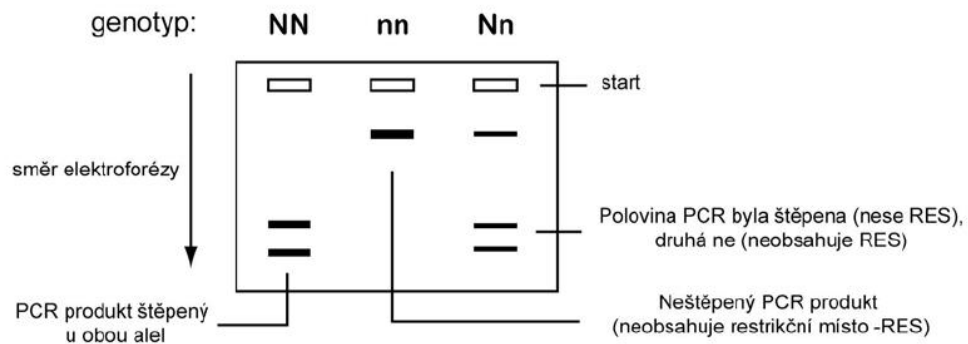 genotyp: NN nn Nn
start
směr elektroforézy
Polovina PCR byla štěpena (nese RES),
druhá ne (neobsahuje RES)
PCR produkt štěpený
u obou alel
Neštěpený PCR produkt
(neobsahuje restrikční místo -RES)